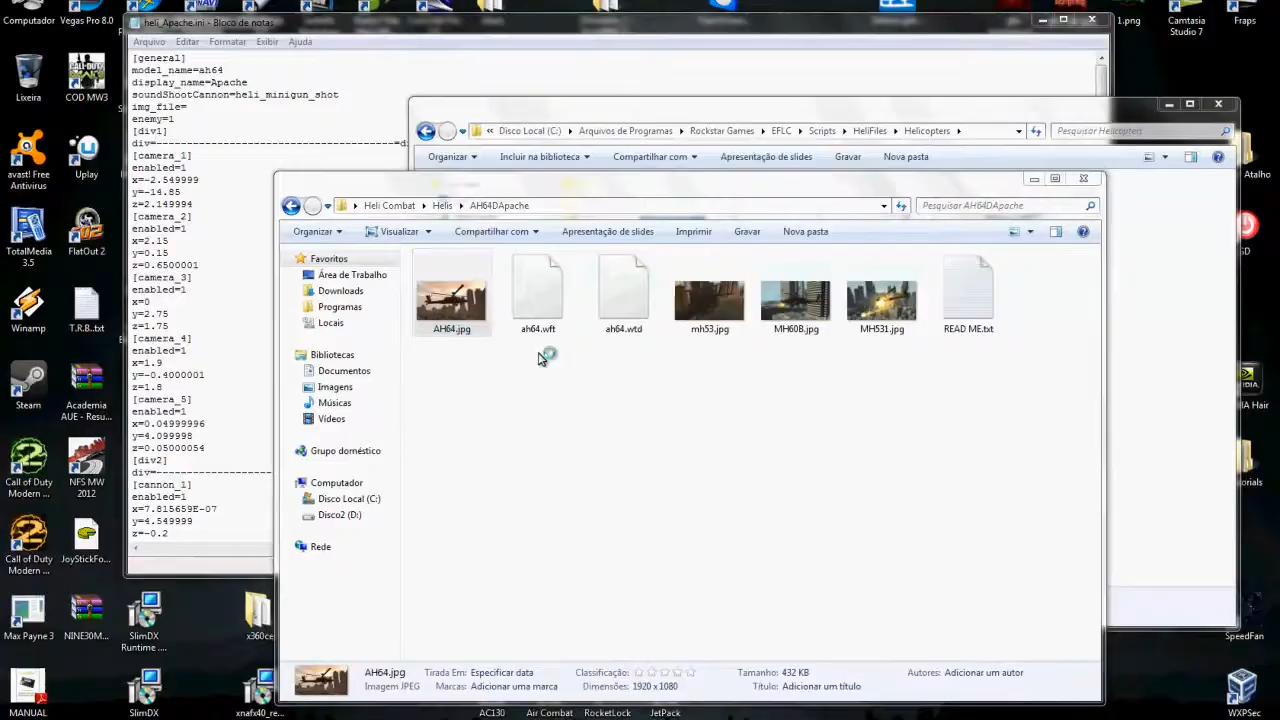 Computador
Vegas Pro 8.0
1.png
Camtasia
Studio 7
Fraps
heli_Apache.ini - Bloco de notas
Arquivo Editar Formatar Exibir Ajuda
[general]
model_name=ah64
display_name=Apache
soundShootCannon=heli_minigun_shot
img_file=
enemy=1
[div1]
[camera_1]
enabled=1
x=-2.549999
y=-14.85
z=2.149994
[camera_2]
enabled=1
x=2.15
y=0.15
z=0.6500001
[camera_3]
enabled=1
x=0
y=2.75
z=1.75
[camera_4]
enabled=1
x=1.9
y=-0.4000001
z=1.8
[camera_5]
enabled=1
x=0.04999996
y=4.099998
z=0.05000054
[div2]
[cannon_1]
enabled=1
x=7.815659E-07
y=4.549999
z=-0.2
« Disco Local (C:) Arquivos de Programas Rockstar Games EFLC Scripts HeliFiles Helicopters
Pesquisar Helicopters
Organizar Incluir na biblioteca Compartilhar com Apresentação de slides Gravar Nova pasta
Heli Combat Helis AH64DApache
Pesquisar AH64DApache
Organizar Visualizar Compartilhar com Apresentação de slides Imprimir Gravar Nova pasta
Favoritos
Área de Trabalho
Downloads
Programas
Locais
Bibliotecas
Documentos
Imagens
Músicas
Vídeos
Grupo doméstico
Computador
Disco Local (C:)
Disco2 (D:)
Rede
AH64.jpg
ah64.wft
ah64.wtd
mh53.jpg
MH60B.jpg
MH531.jpg
READ ME.txt
AH64.jpg Tirada Em: Especificar data Classificação: Tamanho: 432 KB Autores: Adicionar um autor
Imagem JPEG Marcas: Adicionar uma marca Dimensões: 1920 x 1080 Título: Adicionar um título
Lixeira
COD MW3
avast! Free
Antivirus
Uplay
TotalMedia
3.5
FlatOut 2
Winamp
T.R.B..txt
Steam
Academia
AUE - Resu...
Call of Duty
Modern ...
NFS MW
2012
Call of Duty
Modern ...
JoyStickFo...
Max Payne 3
NINE30M...
SlimDX
Runtime ...
x360ce
MANUAL
SlimDX
xnafx40_re...
AC130
Air Combat
RocketLock
JetPack
Atalho
SpeedFan
WXPSec